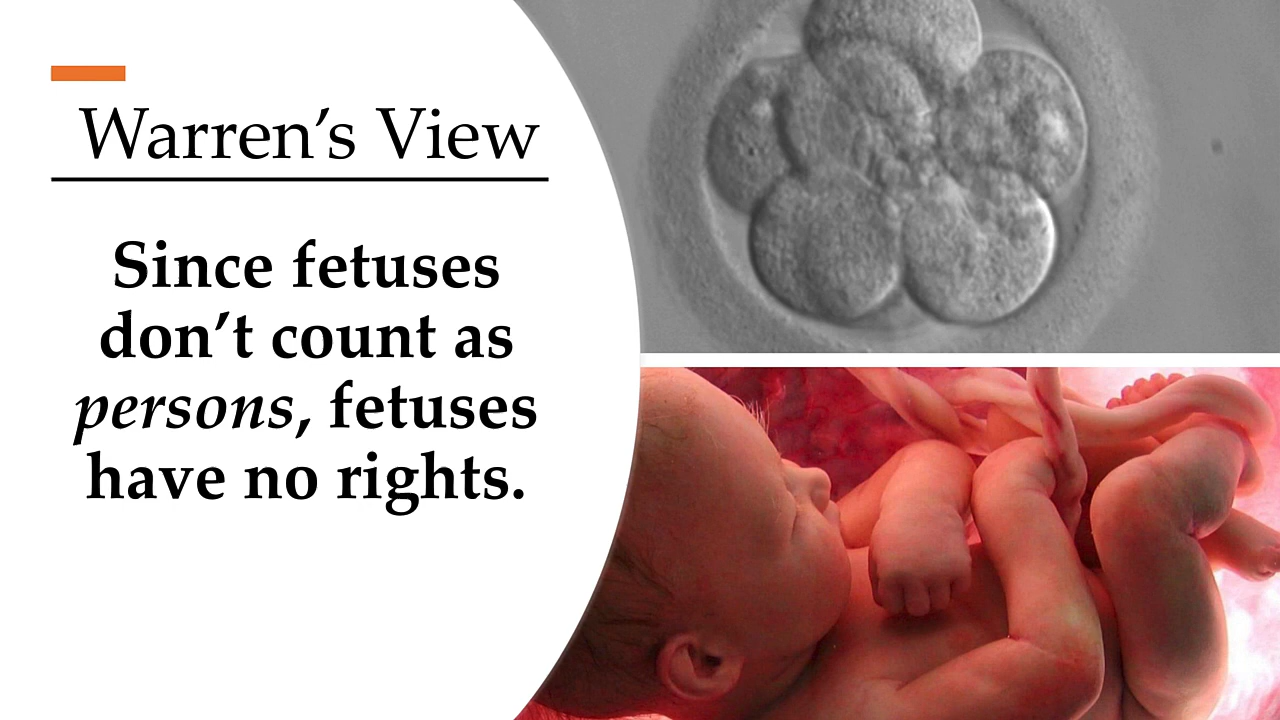 Warren’s View
Since fetuses
don’t count as
persons, fetuses
have no rights.